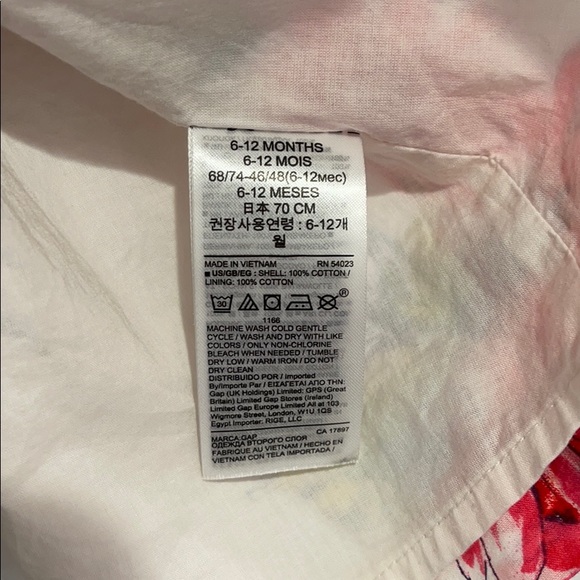 6-12 MONTHS
6-12 MOIS
68/74-46/48(6-12мес)
6-12 MESES
日本 70 CM
권장사용연령 : 6-12개
월
MADE IN VIETNAM RN 54023
■ US/GB/EG : SHELL: 100% COTTON /
LINING: 100% COTTON
30 ®
1166
MACHINE WASH COLD GENTLE
CYCLE / WASH AND DRY WITH LIKE
COLORS / ONLY NON-CHLORINE
BLEACH WHEN NEEDED / TUMBLE
DRY LOW / WARM IRON / DO NOT
DRY CLEAN
DISTRIBUIDO POR / Imported
By/Importe Par / ΕΙΣΑΓΕΤΑΙ ΑΠΟ ΤΗΝ:
Gap (UK Holdings) Limited: GPS (Great
Britain) Limited Gap Stores (Ireland)
Limited Gap Europe Limited All at 103
Wigmore Street, London, W1U 1QS
Egypt Importer: RIGE, LLC
CA 17897
MARCA:GAP
ОДЕЖДА ВТОРОГО СЛОЯ
FABRIQUE AU VIETNAM / HECHO EN
VIETNAM CON TELA IMPORTADA /